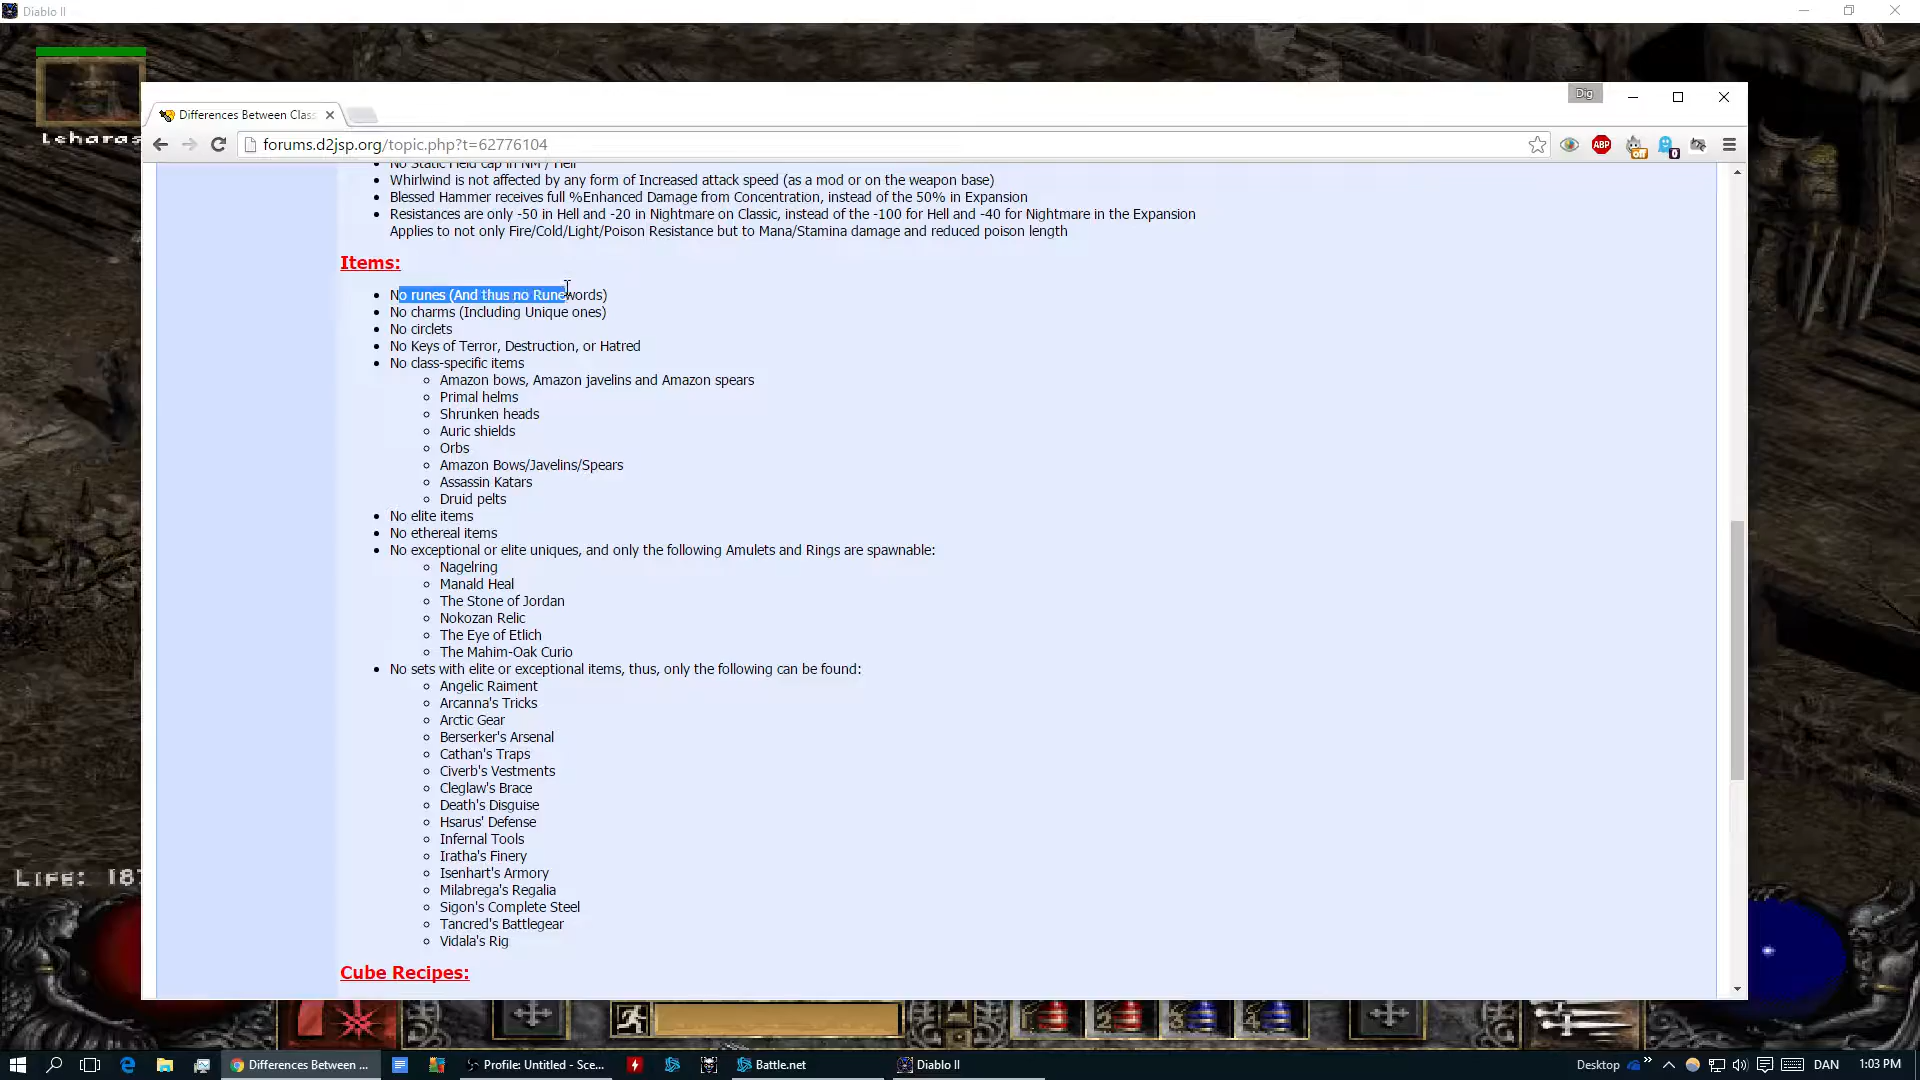 Diablo II
Leharas
Dig
Differences Between Clas
forums.d2jsp.org/topic.php?t=62776104
ABP
No Static Field cap in NM / Hell
Whirlwind is not affected by any form of Increased attack speed (as a mod or on the weapon base)
Blessed Hammer receives full %Enhanced Damage from Concentration, instead of the 50% in Expansion
Resistances are only -50 in Hell and -20 in Nightmare on Classic, instead of the -100 for Hell and -40 for Nightmare in the Expansion
Applies to not only Fire/Cold/Light/Poison Resistance but to Mana/Stamina damage and reduced poison length
Items:
No runes (And thus no Runewords)
No charms (Including Unique ones)
No circlets
No Keys of Terror, Destruction, or Hatred
No class-specific items
Amazon bows, Amazon javelins and Amazon spears
Primal helms
Shrunken heads
Auric shields
Orbs
Amazon Bows/Javelins/Spears
Assassin Katars
Druid pelts
No elite items
No ethereal items
No exceptional or elite uniques, and only the following Amulets and Rings are spawnable:
Nagelring
Manald Heal
The Stone of Jordan
Nokozan Relic
The Eye of Etlich
The Mahim-Oak Curio
No sets with elite or exceptional items, thus, only the following can be found:
Angelic Raiment
Arcanna's Tricks
Arctic Gear
Berserker's Arsenal
Cathan's Traps
Civerb's Vestments
Cleglaw's Brace
Death's Disguise
Hsarus' Defense
Infernal Tools
Iratha's Finery
Isenhart's Armory
Milabrega's Regalia
Sigon's Complete Steel
Tancred's Battlegear
Vidala's Rig
Cube Recipes:
Life: 187
Differences Between ...
Profile: Untitled - Sce...
Battle.net
Diablo II
Desktop
DAN
1:03 PM